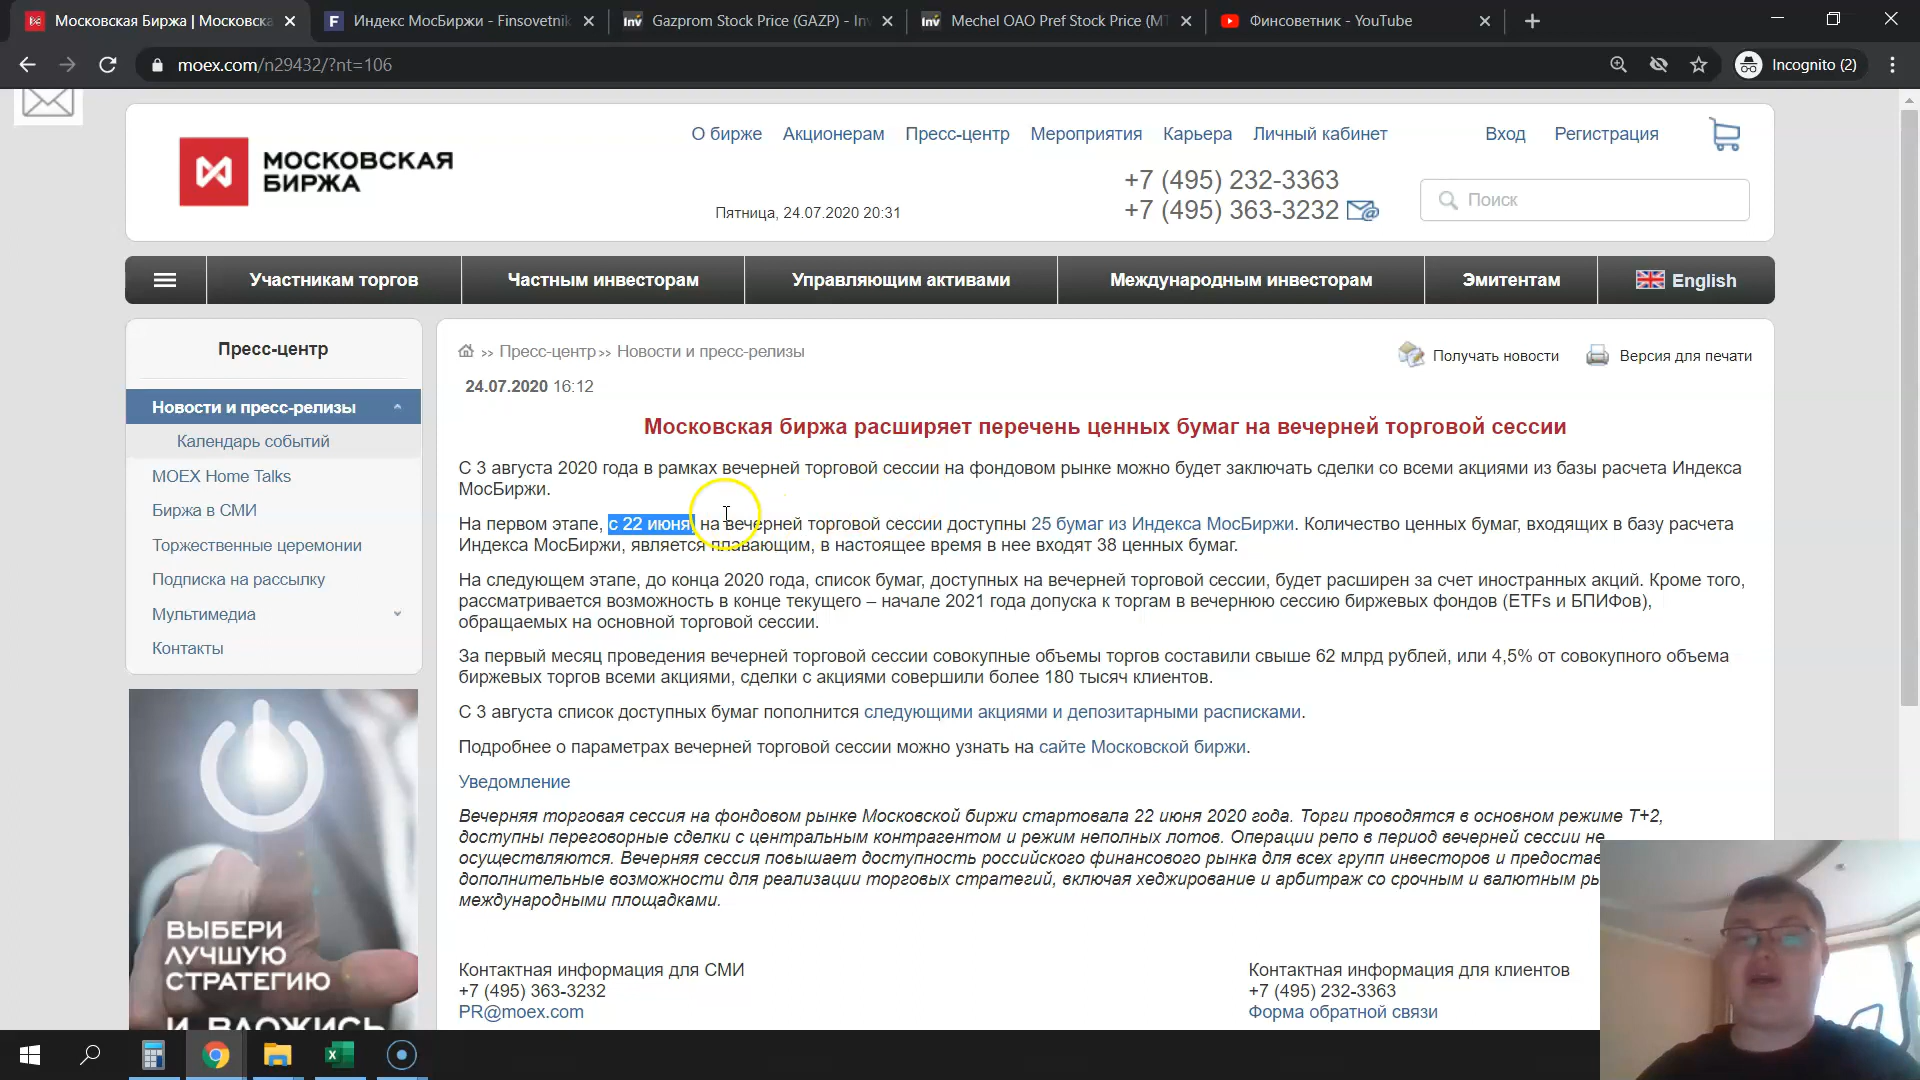 Московская Биржа | Московска
Индекс МосБиржи - Finsovetnik
Gazprom Stock Price (GAZP) - Inv
Mechel OAO Pref Stock Price (MT
Финсоветник - YouTube
moex.com/n29432/?nt=106
Incognito (2)
МОСКОВСКАЯ
БИРЖА
О бирже Акционерам Пресс-центр Мероприятия Карьера Личный кабинет
Вход Регистрация
+7 (495) 232-3363
+7 (495) 363-3232
Пятница, 24.07.2020 20:31
Поиск
Участникам торгов
Частным инвесторам
Управляющим активами
Международным инвесторам
Эмитентам
English
Пресс-центр
Новости и пресс-релизы
Календарь событий
MOEX Home Talks
Биржа в СМИ
Торжественные церемонии
Подписка на рассылку
Мультимедиа
Контакты
ВЫБЕРИ
ЛУЧШУЮ
СТРАТЕГИЮ
И ВЛОЖИСЬ
>> Пресс-центр >> Новости и пресс-релизы
Получать новости
Версия для печати
24.07.2020 16:12
Московская биржа расширяет перечень ценных бумаг на вечерней торговой сессии
С 3 августа 2020 года в рамках вечерней торговой сессии на фондовом рынке можно будет заключать сделки со всеми акциями из базы расчета Индекса
МосБиржи.
На первом этапе, с 22 июня, на вечерней торговой сессии доступны 25 бумаг из Индекса МосБиржи. Количество ценных бумаг, входящих в базу расчета
Индекса МосБиржи, является плавающим, в настоящее время в нее входят 38 ценных бумаг.
На следующем этапе, до конца 2020 года, список бумаг, доступных на вечерней торговой сессии, будет расширен за счет иностранных акций. Кроме того,
рассматривается возможность в конце текущего – начале 2021 года допуска к торгам в вечернюю сессию биржевых фондов (ETFs и БПИФов),
обращаемых на основной торговой сессии.
За первый месяц проведения вечерней торговой сессии совокупные объемы торгов составили свыше 62 млрд рублей, или 4,5% от совокупного объема
биржевых торгов всеми акциями, сделки с акциями совершили более 180 тысяч клиентов.
С 3 августа список доступных бумаг пополнится следующими акциями и депозитарными расписками.
Подробнее о параметрах вечерней торговой сессии можно узнать на сайте Московской биржи.
Уведомление
Вечерняя торговая сессия на фондовом рынке Московской биржи стартовала 22 июня 2020 года. Торги проводятся в основном режиме Т+2,
доступны переговорные сделки с центральным контрагентом и режим неполных лотов. Операции репо в период вечерней сессии не
осуществляются. Вечерняя сессия повышает доступность российского финансового рынка для всех групп инвесторов и предостав
дополнительные возможности для реализации торговых стратегий, включая хеджирование и арбитраж со срочным и валютным ры
международными площадками.
Контактная информация для СМИ
+7 (495) 363-3232
PR@moex.com
Контактная информация для клиентов
+7 (495) 232-3363
Форма обратной связи